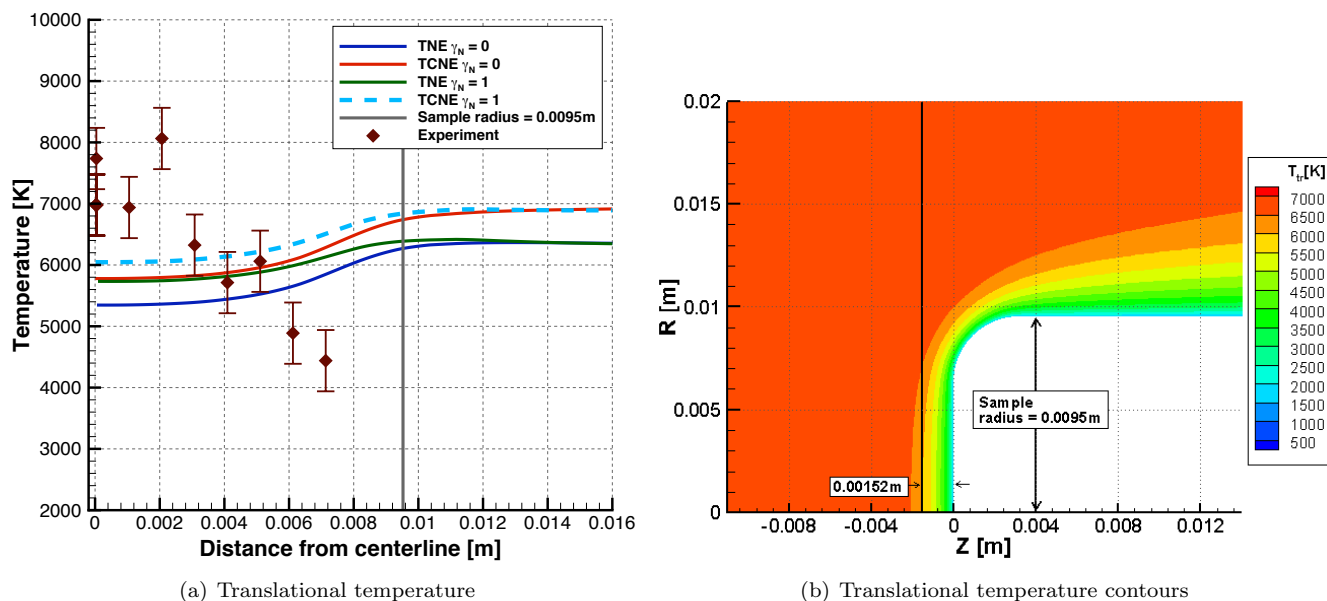 10000
9000
8000
7000
6000
5000
4000
3000
2000
Temperature [K]
0
0.002
0.004
0.006
0.008
0.01
0.012
0.014
0.016
Distance from centerline [m]
TNE γN = 0
TCNE γN = 0
TNE γN = 1
TCNE γN = 1
Sample radius = 0.0095m
Experiment
(a) Translational temperature
0.02
0.015
0.01
0.005
0
R [m]
-0.008
-0.004
0
0.004
0.008
0.012
Z [m]
Sample
radius = 0.0095m
0.00152m
Ttr[K]
7000
6500
6000
5500
5000
4500
4000
3500
3000
2500
2000
1500
1000
500
(b) Translational temperature contours